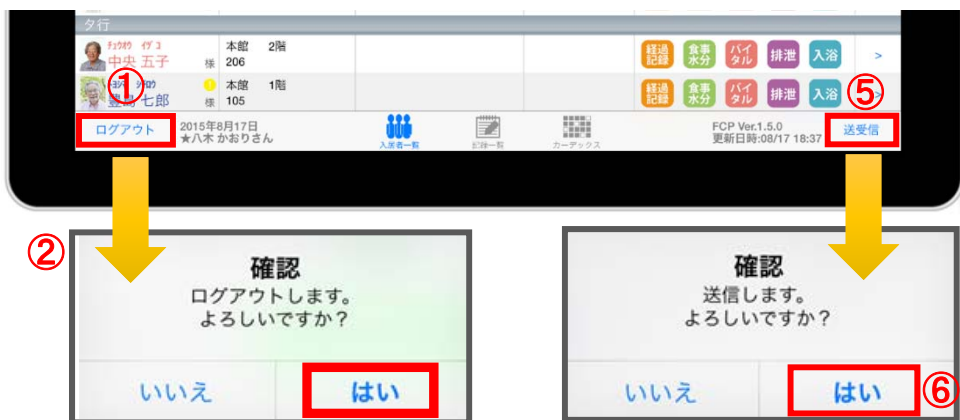 タ行
ﾁｭｳｵｳ ｲﾂﾞｺ
中央 五子 様
本館 2階
206
経過記録 食事水分 バイタル 排泄 入浴 >
①
豊島 七郎 様
本館 1階
105
経過記録 食事水分 バイタル 排泄 入浴 >
⑤
ログアウト
2015年8月17日
★八木 かおりさん
入居者一覧
記録一覧
カーデックス
FCP Ver.1.5.0
更新日時:08/17 18:37
送受信
②
確認
ログアウトします。
よろしいですか？
いいえ はい
確認
送信します。
よろしいですか？
いいえ はい
⑥